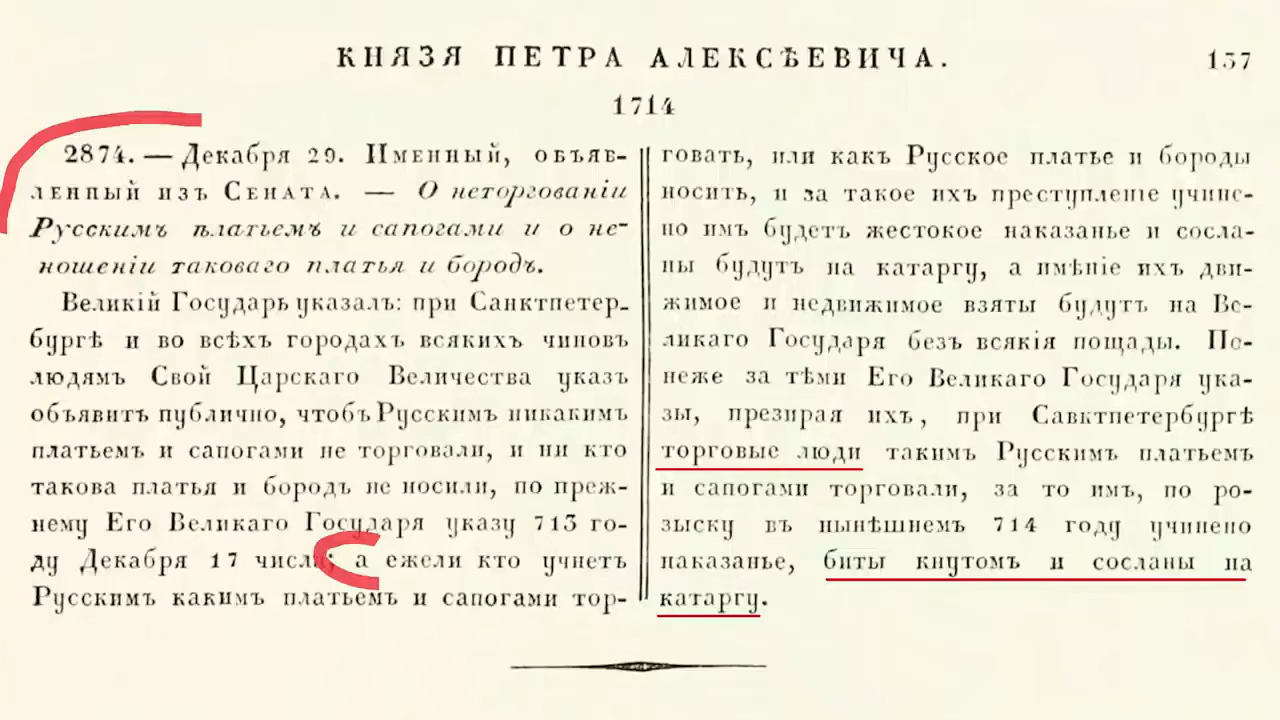 КНЯЗЯ ПЕТРА АЛЕКСѢЕВИЧА.
137
1714
2874. — Декабря 29. Именный, объяв-
ленный изъ Сената. — О неторгованіи
Русскимъ платьемъ и сапогами и о не-
ношеніи таковаго платья и бородъ.
Великій Государь указалъ: при Санктпетер-
бургѣ и во всѣхъ городахъ всякихъ чиновъ
людямъ Свой Царскаго Величества указъ
объявить публично, чтобъ Русскимъ никакимъ
платьемъ и сапогами не торговали, и ни кто
такова платья и бородъ не носили, по преж-
нему Его Великаго Государя указу 713 го-
ду Декабря 17 числа; а ежели кто учнетъ
Русскимъ какимъ платьемъ и сапогами тор-
говать, или какъ Русское платье и бороды
носить, и за такое ихъ преступленіе учине-
но имъ будетъ жестокое наказанье и сосла-
ны будутъ на катаргу, а имѣніе ихъ дви-
жимое и недвижимое взяты будутъ на Ве-
ликаго Государя безъ всякія пощады. По-
неже за тѣми Его Великаго Государя ука-
зы, презирая ихъ, при Савктпетербургѣ
торговые люди такимъ Русскимъ платьемъ
и сапогами торговали, за то имъ, по ро-
зыску въ нынѣшнемъ 714 году учинено
наказанье, биты кнутомъ и сосланы на
катаргу.